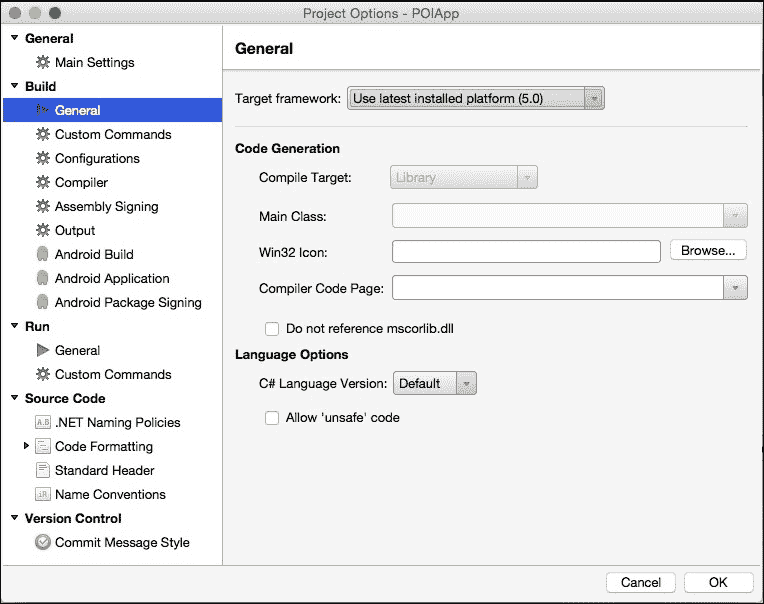 Project Options - POIApp
General
Main Settings
Build
General
Custom Commands
Configurations
Compiler
Assembly Signing
Output
Android Build
Android Application
Android Package Signing
Run
General
Custom Commands
Source Code
.NET Naming Policies
Code Formatting
Standard Header
Name Conventions
Version Control
Commit Message Style
General
Target framework: Use latest installed platform (5.0)
Code Generation
Compile Target: Library
Main Class:
Win32 Icon: Browse...
Compiler Code Page:
Do not reference mscorlib.dll
Language Options
C# Language Version: Default
Allow 'unsafe' code
Cancel OK